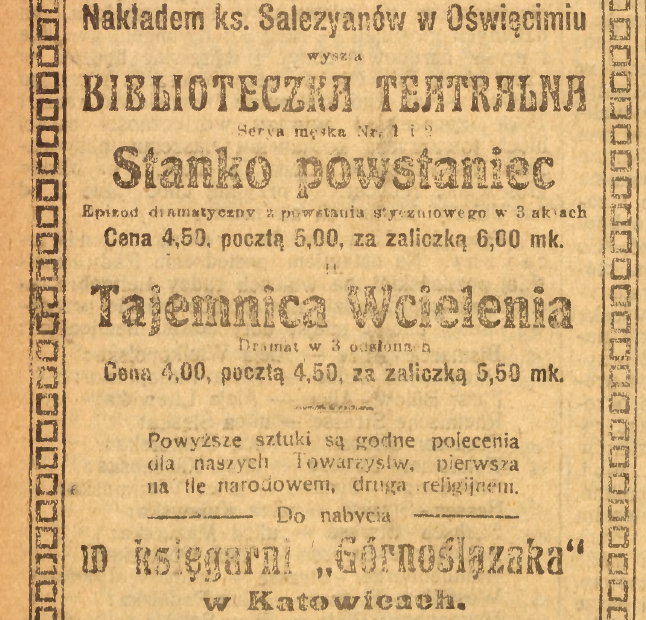 Nakładem ks. Salezyanów w Oświęcimiu
wyszła
BIBLIOTECZKA TEATRALNA
Serya męska Nr. 1 i 2
I.
Stanko powstaniec
Epizod dramatyczny z powstania styczniowego w 3 aktach
Cena 4,50, pocztą 5,00, za zaliczką 6,00 mk.
II.
Tajemnica Wcielenia
Dramat w 3 odsłonach
Cena 4,00, pocztą 4,50, za zaliczką 5,50 mk.
Powyższe sztuki są godne polecenia
dla naszych Towarzystw, pierwsza
na tle narodowem, druga religijnem.
Do nabycia
w księgarni „Górnoślązaka“
w Katowicach.